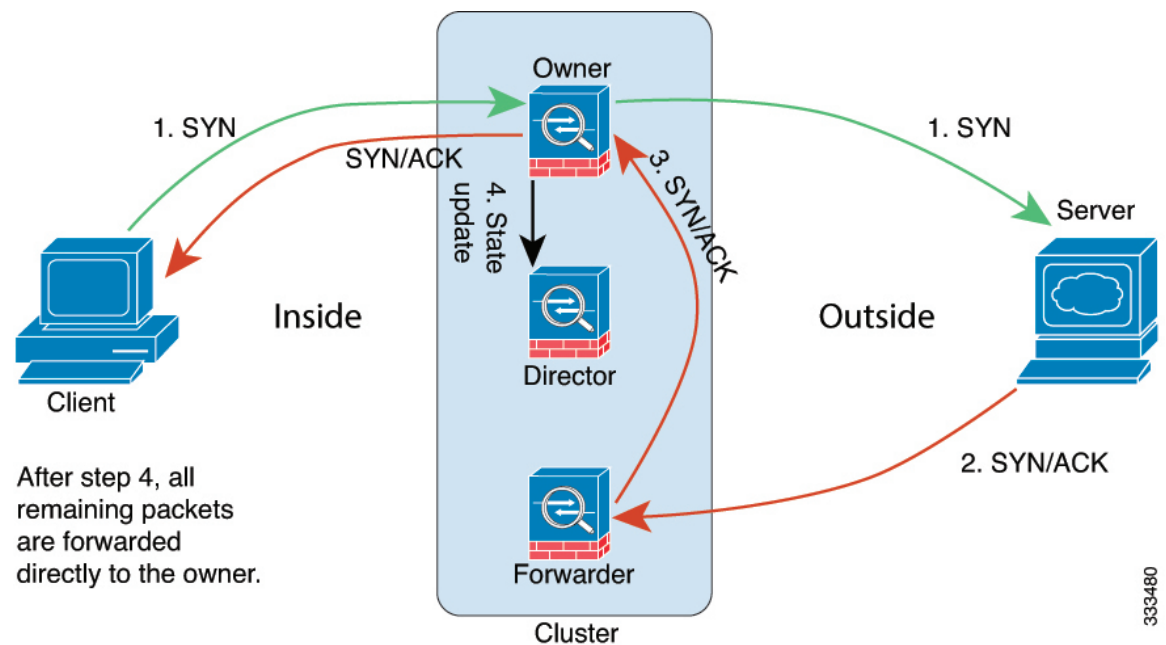 Owner
1. SYN
1. SYN
SYN/ACK
3. SYN/ACK
4. State
update
Server
Inside
Outside
Director
Client
2. SYN/ACK
After step 4, all
remaining packets
are forwarded
directly to the owner.
Forwarder
Cluster
333480